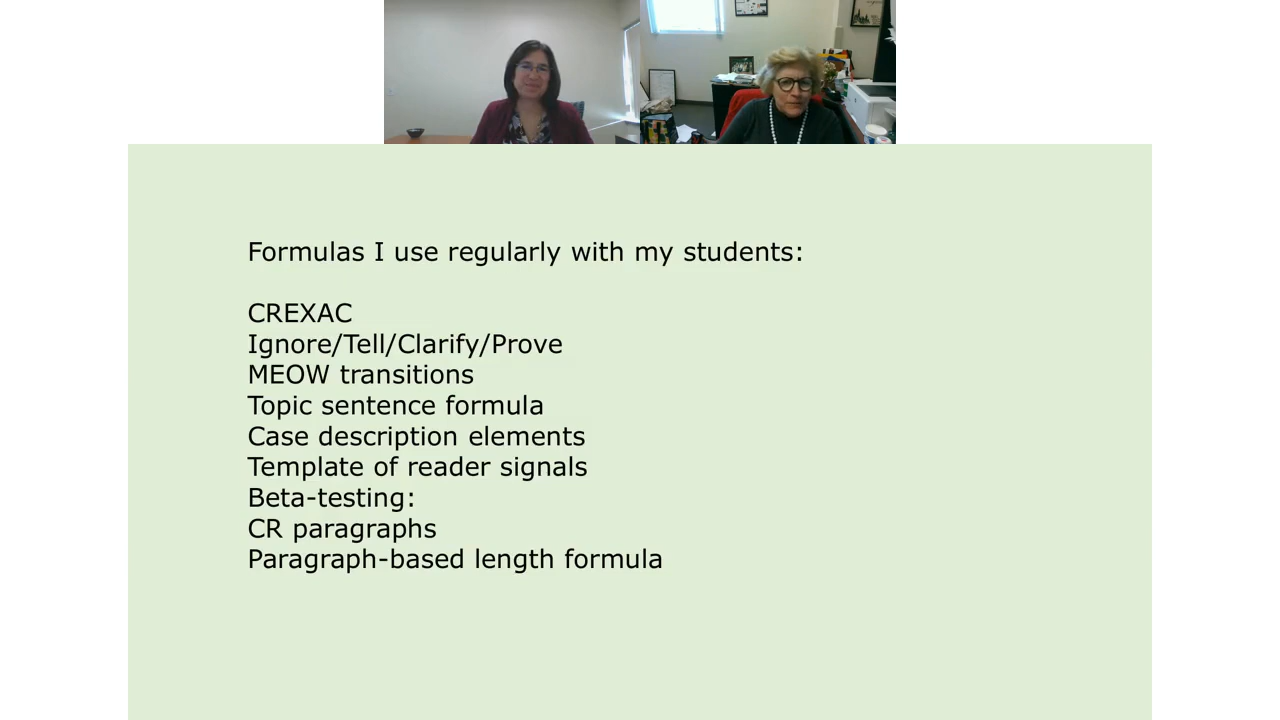 Formulas I use regularly with my students:
CREXAC
Ignore/Tell/Clarify/Prove
MEOW transitions
Topic sentence formula
Case description elements
Template of reader signals
Beta-testing:
CR paragraphs
Paragraph-based length formula